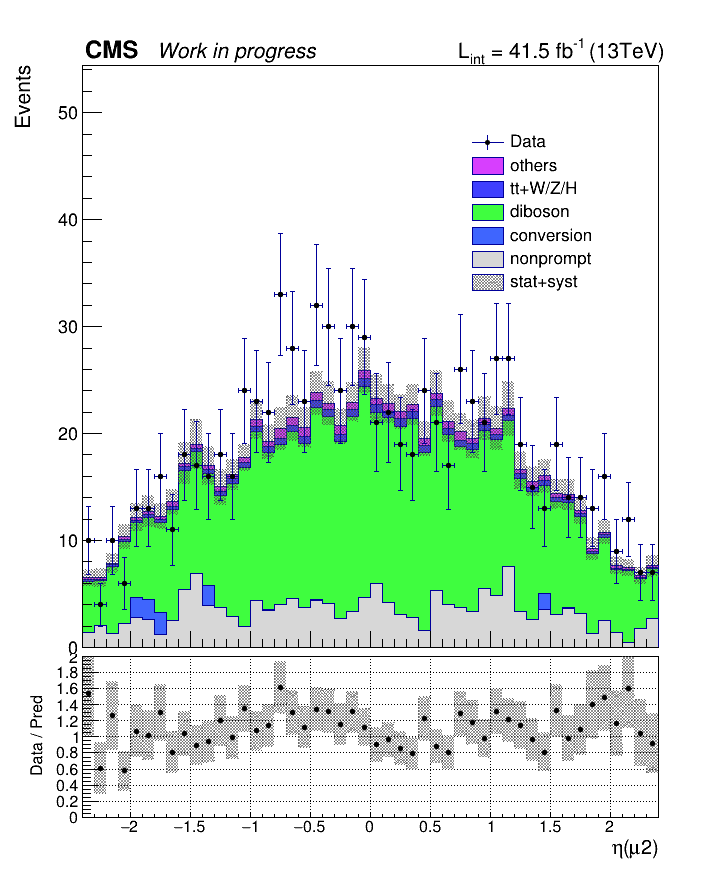 CMS Work in progress L_int = 41.5 fb⁻¹ (13TeV)
Events
50
40
30
20
10
0
Data
others
tt+W/Z/H
diboson
conversion
nonprompt
stat+syst
Data / Pred
2
1.8
1.6
1.4
1.2
1
0.8
0.6
0.4
0.2
0
−2 −1.5 −1 −0.5 0 0.5 1 1.5 2
η(μ2)